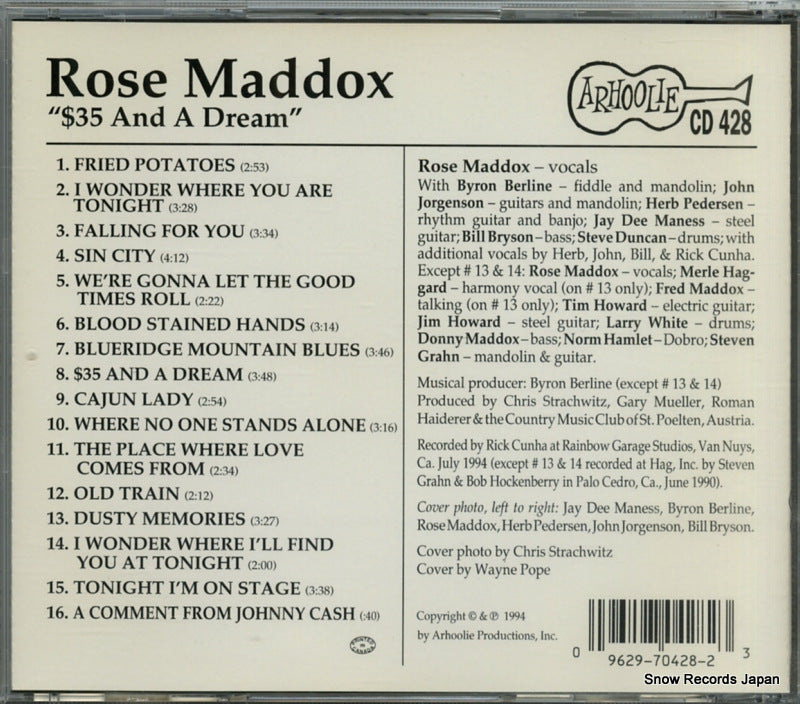 Rose Maddox
“$35 And A Dream”
ARHOOLIE
CD 428
1. FRIED POTATOES (2:53)
2. I WONDER WHERE YOU ARE
TONIGHT (3:28)
3. FALLING FOR YOU (3:34)
4. SIN CITY (4:12)
5. WE'RE GONNA LET THE GOOD
TIMES ROLL (2:22)
6. BLOOD STAINED HANDS (3:14)
7. BLUERIDGE MOUNTAIN BLUES (3:46)
8. $35 AND A DREAM (3:48)
9. CAJUN LADY (2:54)
10. WHERE NO ONE STANDS ALONE (3:16)
11. THE PLACE WHERE LOVE
COMES FROM (2:34)
12. OLD TRAIN (2:12)
13. DUSTY MEMORIES (3:27)
14. I WONDER WHERE I'LL FIND
YOU AT TONIGHT (2:00)
15. TONIGHT I'M ON STAGE (3:38)
16. A COMMENT FROM JOHNNY CASH (:40)
PRINTED
IN
CANADA
Rose Maddox – vocals
With Byron Berline – fiddle and mandolin; John
Jorgenson – guitars and mandolin; Herb Pedersen –
rhythm guitar and banjo; Jay Dee Maness – steel
guitar; Bill Bryson – bass; Steve Duncan – drums; with
additional vocals by Herb, John, Bill, & Rick Cunha.
Except # 13 & 14: Rose Maddox – vocals; Merle Hag-
gard – harmony vocal (on # 13 only); Fred Maddox –
talking (on # 13 only); Tim Howard – electric guitar;
Jim Howard – steel guitar; Larry White – drums;
Donny Maddox – bass; Norm Hamlet – Dobro; Steven
Grahn – mandolin & guitar.
Musical producer: Byron Berline (except # 13 & 14)
Produced by Chris Strachwitz, Gary Mueller, Roman
Haiderer & the Country Music Club of St. Poelten, Austria.
Recorded by Rick Cunha at Rainbow Garage Studios, Van Nuys,
Ca. July 1994 (except # 13 & 14 recorded at Hag, Inc. by Steven
Grahn & Bob Hockenberry in Palo Cedro, Ca., June 1990).
Cover photo, left to right: Jay Dee Maness, Byron Berline,
Rose Maddox, Herb Pedersen, John Jorgenson, Bill Bryson.
Cover photo by Chris Strachwitz
Cover by Wayne Pope
Copyright © & ℗ 1994
by Arhoolie Productions, Inc.
0 9629-70428-2 3
Snow Records Japan